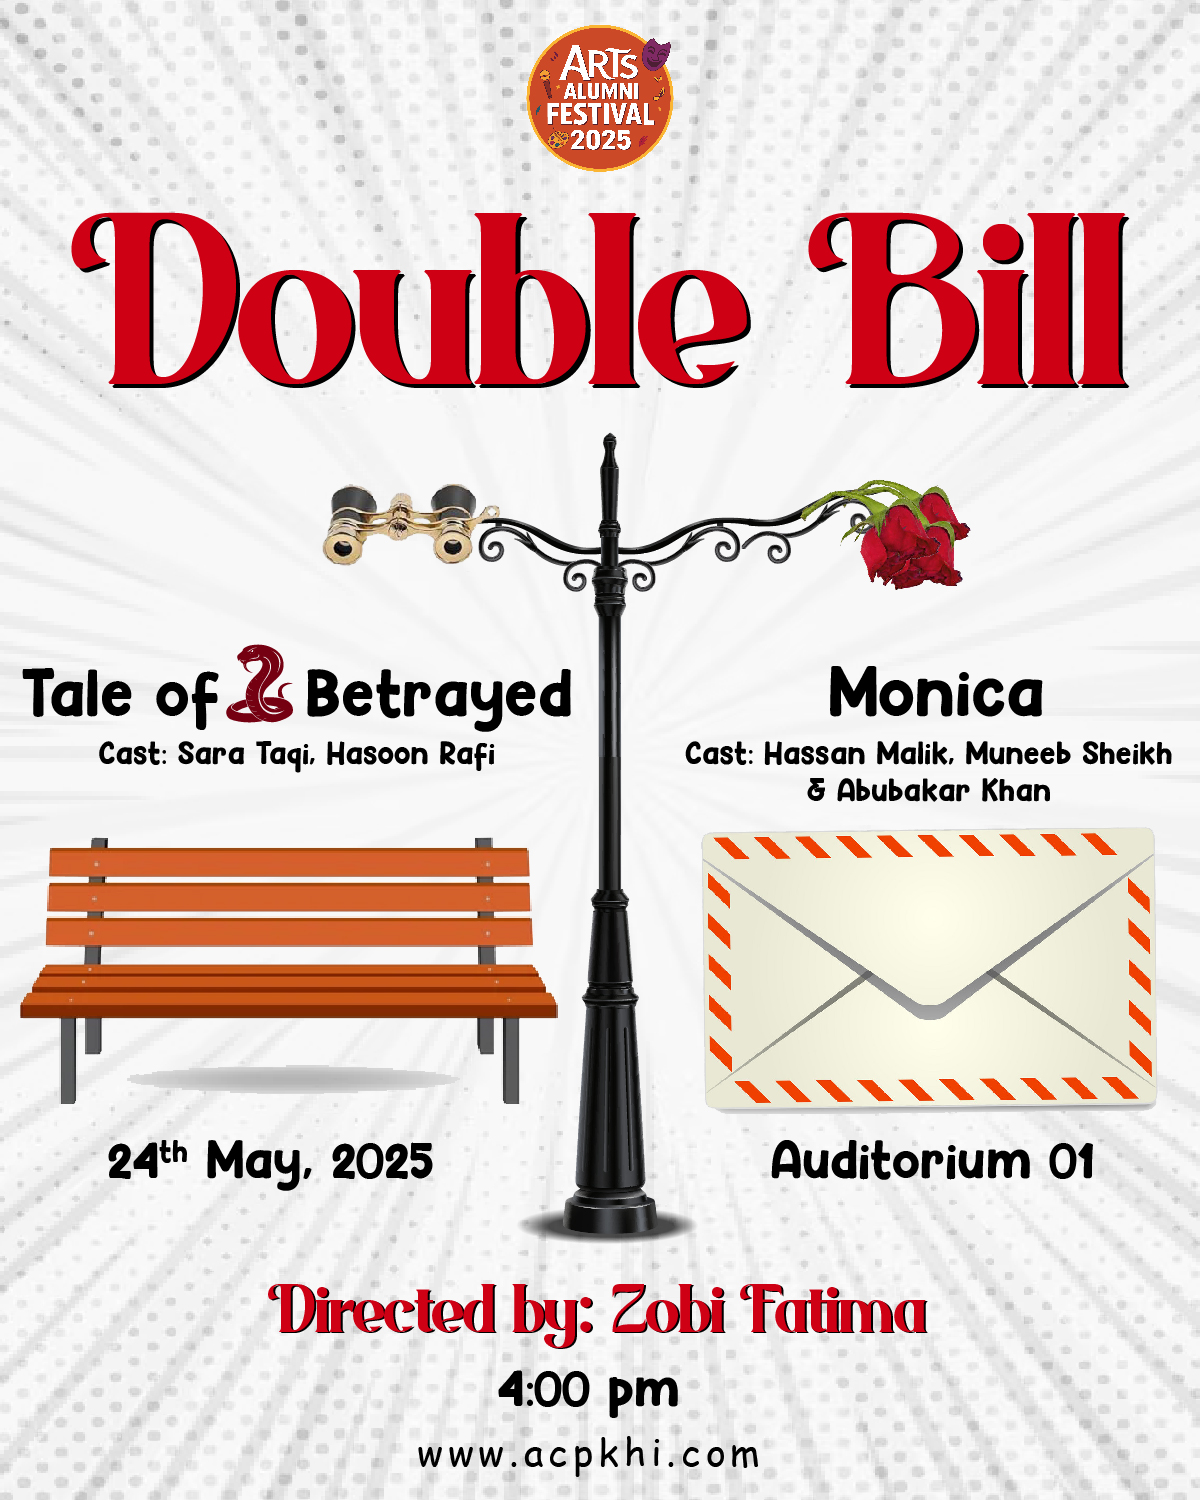 ARTS
ALUMNI
FESTIVAL
2025
Double Bill
Tale of Betrayed
Cast: Sara Taqi, Hasoon Rafi
Monica
Cast: Hassan Malik, Muneeb Sheikh
& Abubakar Khan
24th May, 2025
Auditorium 01
Directed by: Zobi Fatima
4:00 pm
www.acpkhi.com